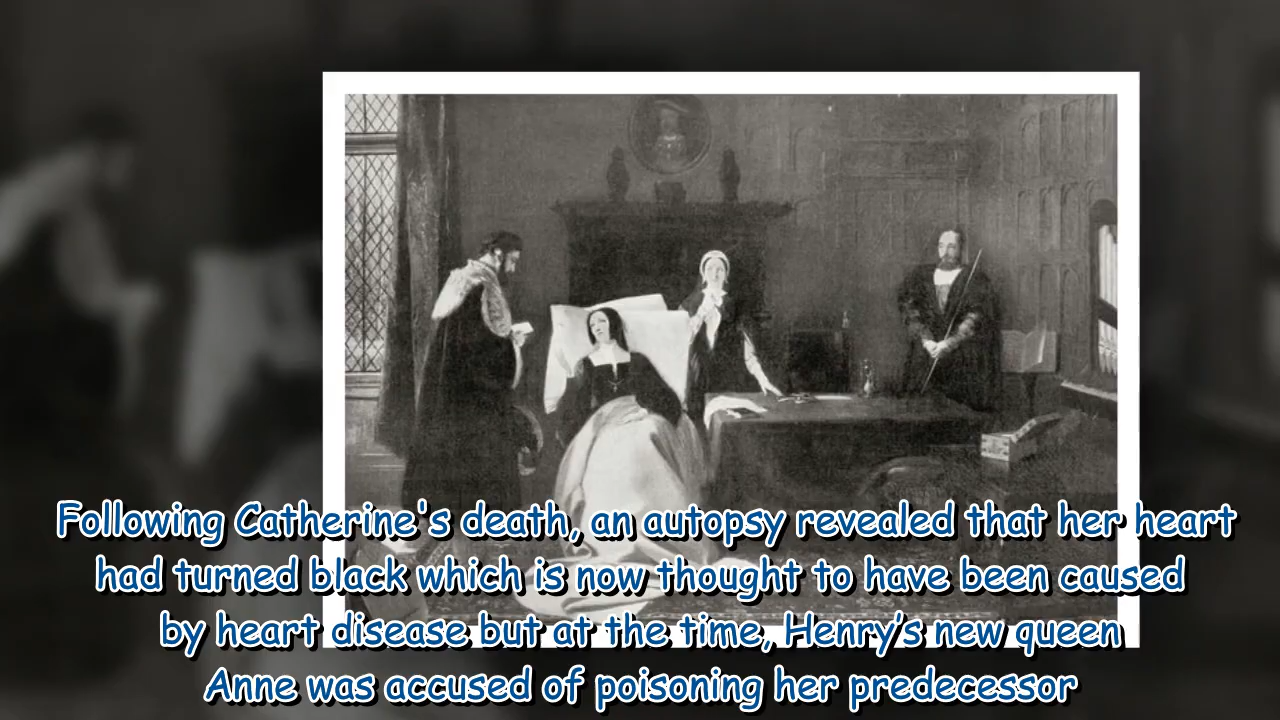 Following Catherine's death, an autopsy revealed that her heart
had turned black which is now thought to have been caused
by heart disease but at the time, Henry’s new queen
Anne was accused of poisoning her predecessor